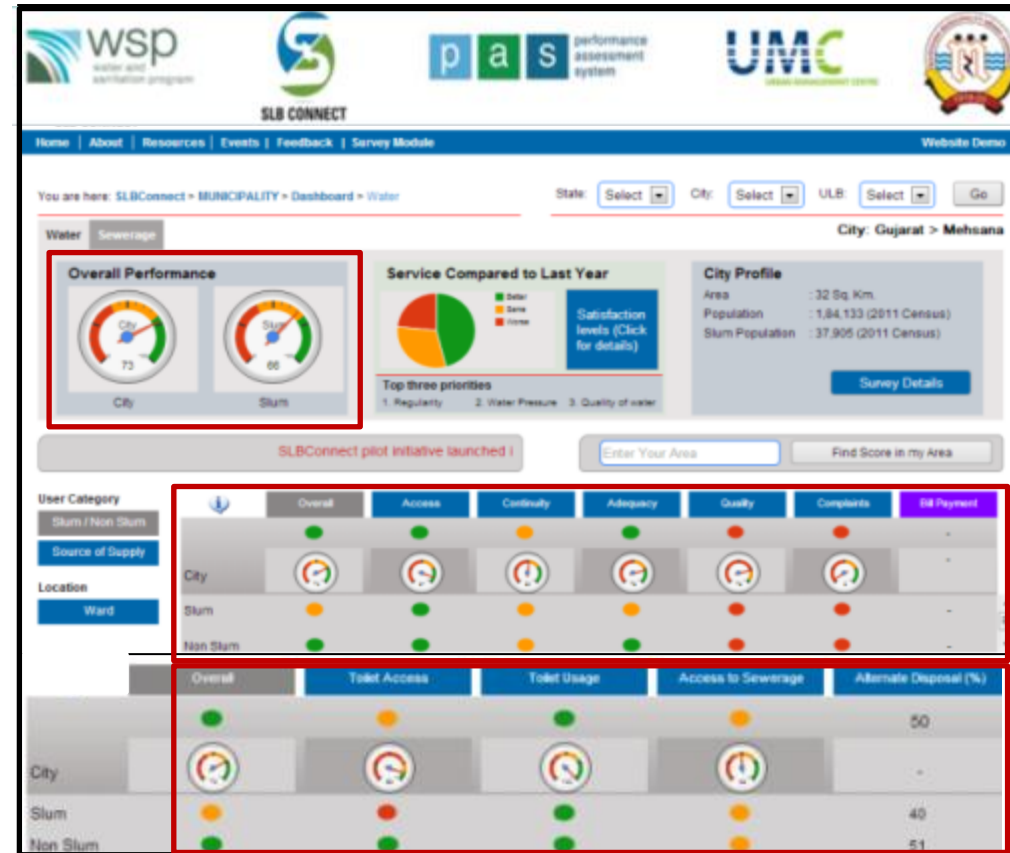 wsp
water and
sanitation program
SLB CONNECT
p a s performance
assessment
system
UMC
URBAN MANAGEMENT CENTRE
Home | About | Resources | Events | Feedback | Survey Module Website Demo
You are here: SLBConnect > MUNICIPALITY > Dashboard > Water State: Select City: Select ULB: Select Go
Water Sewerage City: Gujarat > Mehsana
Overall Performance
City
73
City
Slum
66
Slum
Service Compared to Last Year
Better
Same
Worse
Satisfaction
levels (Click
for details)
Top three priorities
1. Regularity 2. Water Pressure 3. Quality of water
City Profile
Area : 32 Sq. Km.
Population : 1,84,133 (2011 Census)
Slum Population : 37,905 (2011 Census)
Survey Details
SLBConnect pilot initiative launched i
Enter Your Area Find Score in my Area
User Category
Slum / Non Slum
Source of Supply
Location
Ward
Overall Access Continuity Adequacy Quality Complaints Bill Payment
-
City -
Slum -
Non Slum -
Overall Toilet Access Toilet Usage Access to Sewerage Alternate Disposal (%)
50
City -
Slum 40
Non Slum 51